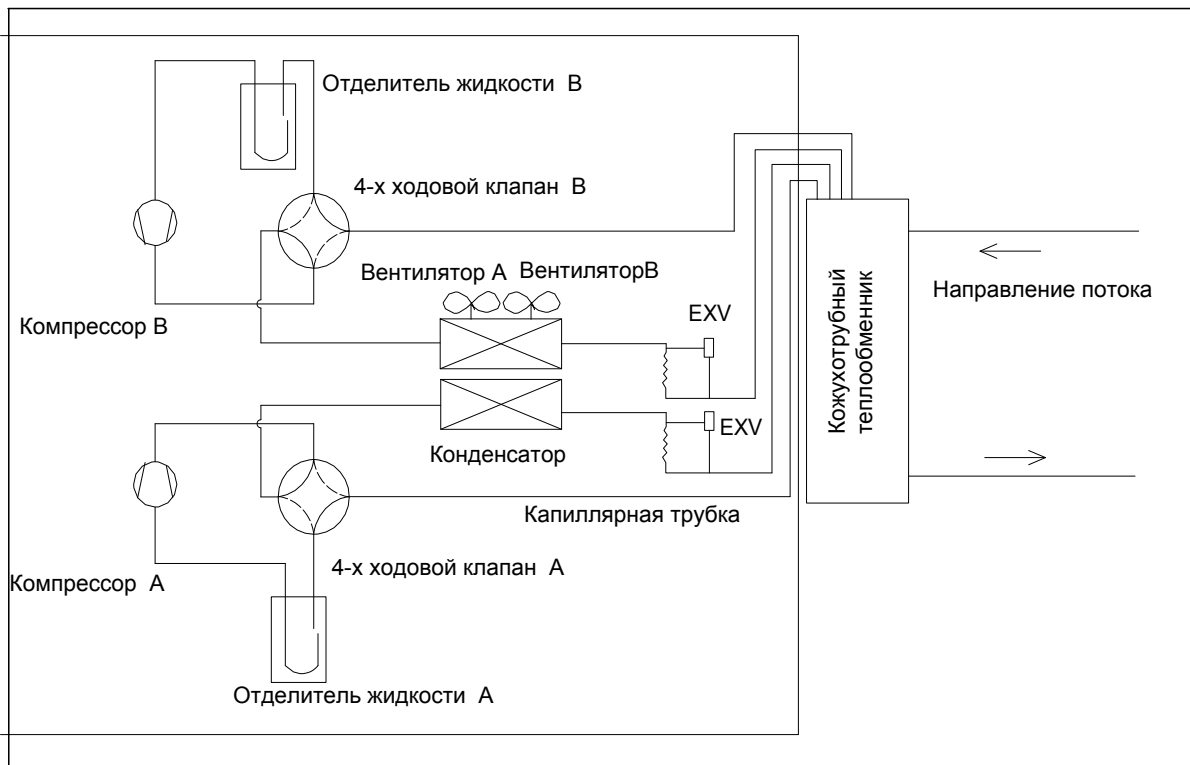 Отделитель жидкости В
4-х ходовой клапан В
Вентилятор А
ВентиляторВ
Компрессор В
EXV
Направление потока
Кожухотрубный
теплообменник
EXV
Конденсатор
Капиллярная трубка
4-х ходовой клапан А
Компрессор А
Отделитель жидкости А